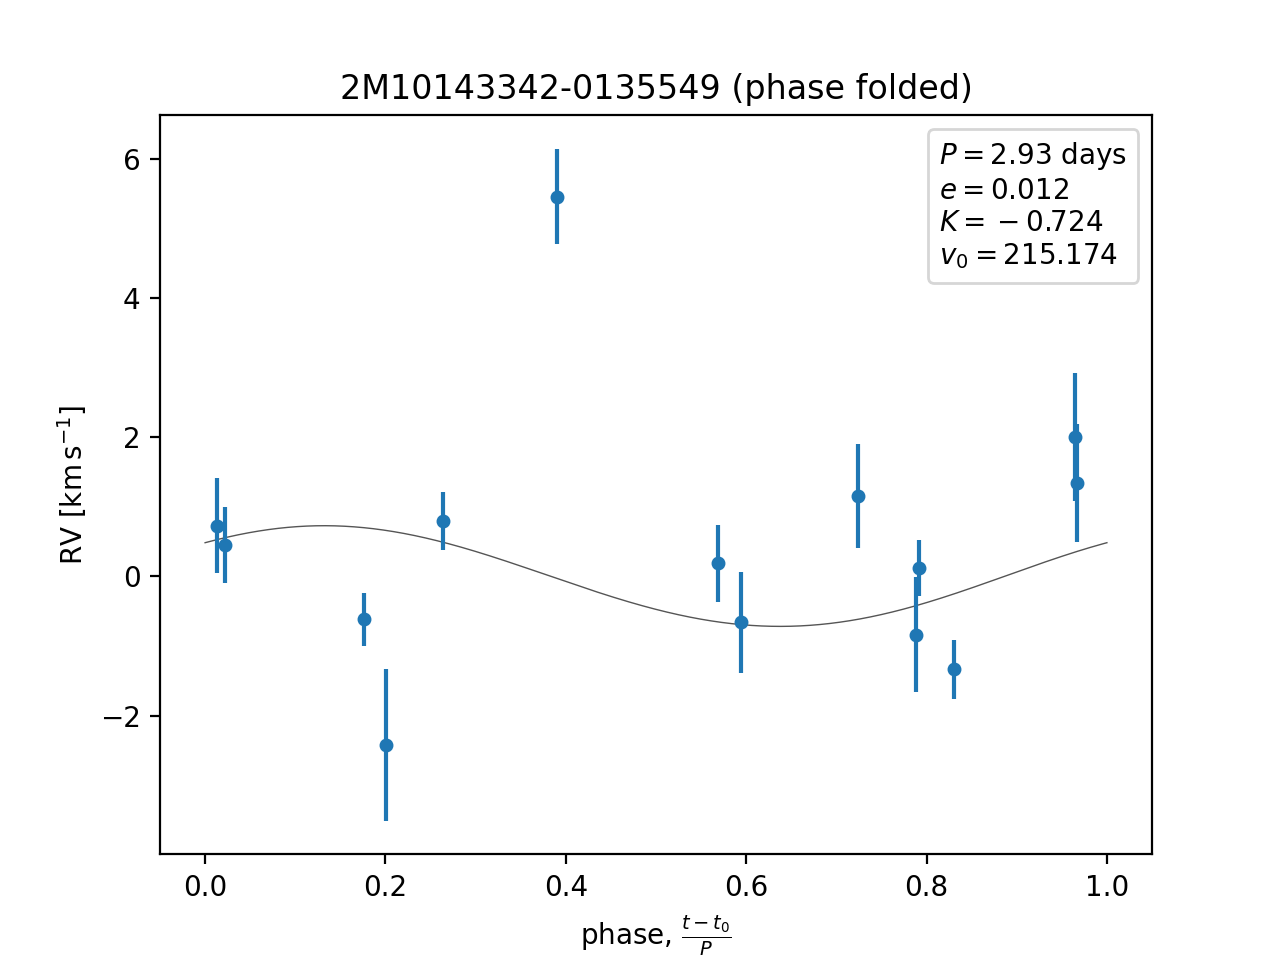 2M10143342-0135549 (phase folded)
P = 2.93 days
e = 0.012
K = −0.724
v₀ = 215.174
RV [km s⁻¹]
6
4
2
0
−2
0.0 0.2 0.4 0.6 0.8 1.0
phase, (t − t₀)/P